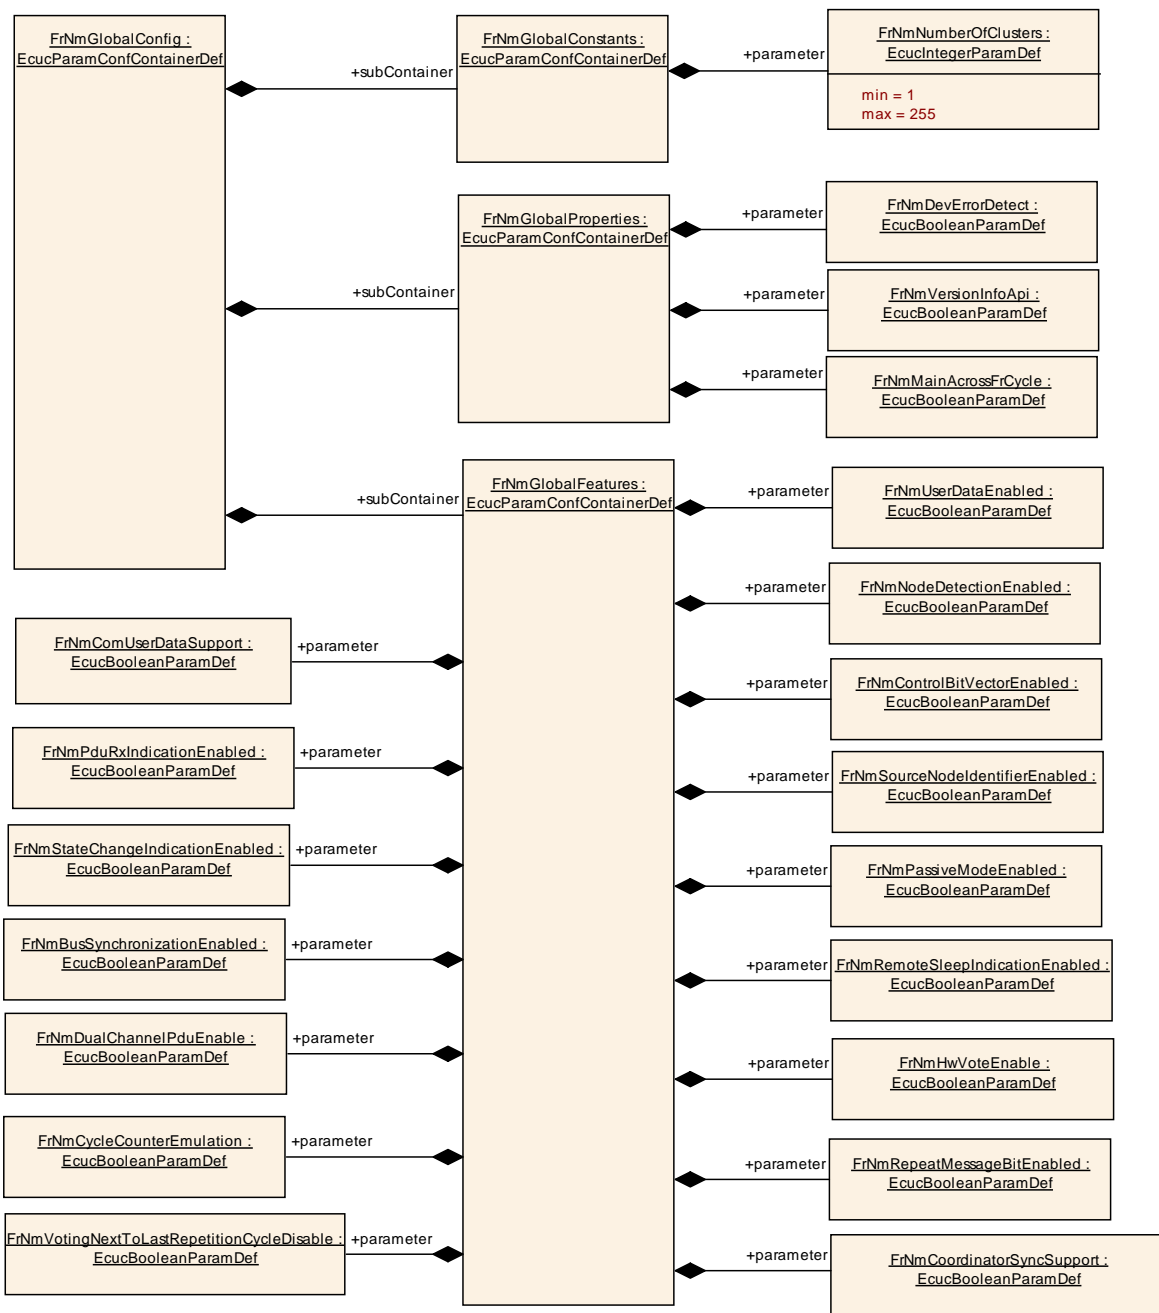 FrNmGlobalConfig :
EcucParamConfContainerDef
+subContainer
FrNmGlobalConstants :
EcucParamConfContainerDef
+parameter
FrNmNumberOfClusters :
EcucIntegerParamDef
min = 1
max = 255
+subContainer
FrNmGlobalProperties :
EcucParamConfContainerDef
+parameter
FrNmDevErrorDetect :
EcucBooleanParamDef
+parameter
FrNmVersionInfoApi :
EcucBooleanParamDef
+parameter
FrNmMainAcrossFrCycle :
EcucBooleanParamDef
+subContainer
FrNmGlobalFeatures :
EcucParamConfContainerDef
+parameter
FrNmUserDataEnabled :
EcucBooleanParamDef
+parameter
FrNmNodeDetectionEnabled :
EcucBooleanParamDef
FrNmComUserDataSupport :
EcucBooleanParamDef
+parameter
+parameter
FrNmControlBitVectorEnabled :
EcucBooleanParamDef
FrNmPduRxIndicationEnabled :
EcucBooleanParamDef
+parameter
+parameter
FrNmSourceNodeIdentifierEnabled :
EcucBooleanParamDef
FrNmStateChangeIndicationEnabled :
EcucBooleanParamDef
+parameter
+parameter
FrNmPassiveModeEnabled :
EcucBooleanParamDef
FrNmBusSynchronizationEnabled :
EcucBooleanParamDef
+parameter
+parameter
FrNmRemoteSleepIndicationEnabled :
EcucBooleanParamDef
FrNmDualChannelPduEnable :
EcucBooleanParamDef
+parameter
+parameter
FrNmHwVoteEnable :
EcucBooleanParamDef
FrNmCycleCounterEmulation :
EcucBooleanParamDef
+parameter
+parameter
FrNmRepeatMessageBitEnabled :
EcucBooleanParamDef
FrNmVotingNextToLastRepetitionCycleDisable :
EcucBooleanParamDef
+parameter
+parameter
FrNmCoordinatorSyncSupport :
EcucBooleanParamDef